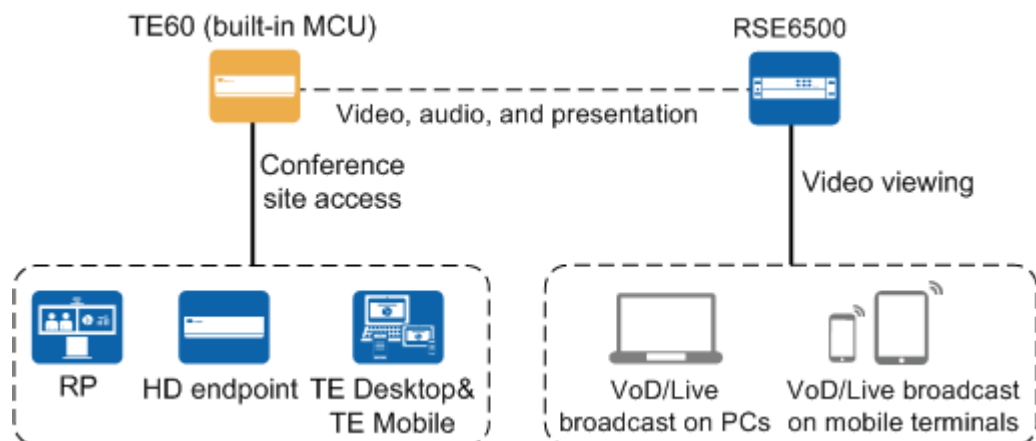 TE60 (built-in MCU)
RSE6500
Video, audio, and presentation
Conference
site access
Video viewing
RP
HD endpoint
TE Desktop&
TE Mobile
VoD/Live
broadcast on PCs
VoD/Live broadcast
on mobile terminals